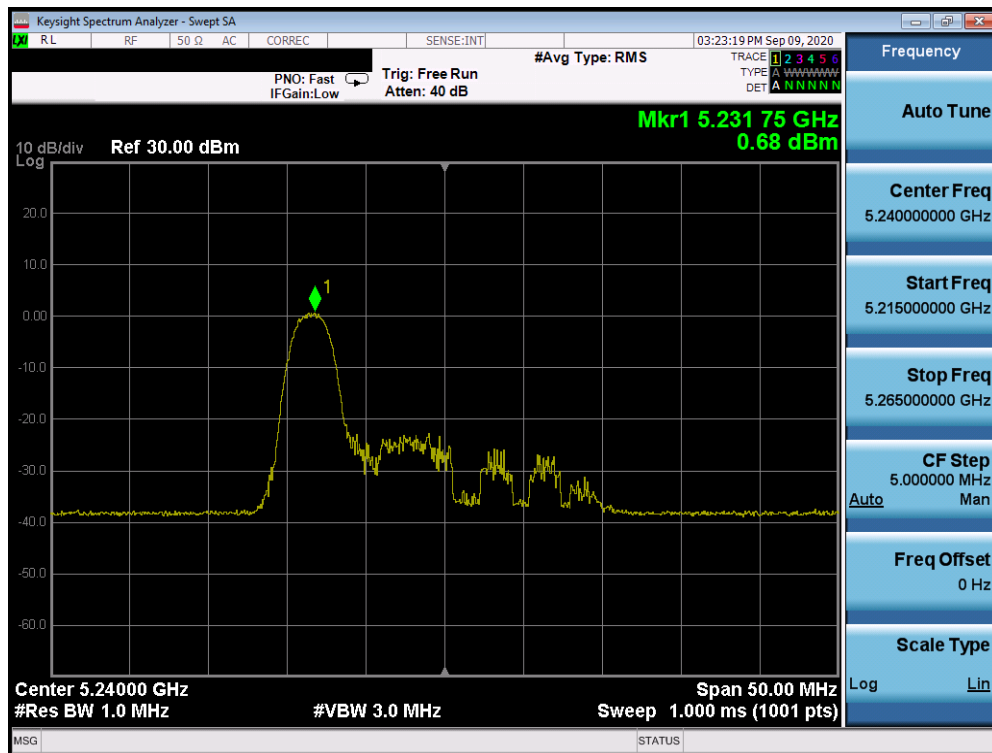 Keysight Spectrum Analyzer - Swept SA
LXI RL RF 50 Ω AC CORREC SENSE:INT 03:23:19 PM Sep 09, 2020
#Avg Type: RMS
TRACE 1 2 3 4 5 6
TYPE A WWWWW
DET A N N N N N
PNO: Fast
IFGain:Low
Trig: Free Run
Atten: 40 dB
Mkr1 5.231 75 GHz
0.68 dBm
10 dB/div
Log
Ref 30.00 dBm
20.0
10.0
0.00
-10.0
-20.0
-30.0
-40.0
-50.0
-60.0
1
Center 5.24000 GHz
Span 50.00 MHz
#Res BW 1.0 MHz
#VBW 3.0 MHz
Sweep 1.000 ms (1001 pts)
MSG
STATUS
Frequency
Auto Tune
Center Freq
5.240000000 GHz
Start Freq
5.215000000 GHz
Stop Freq
5.265000000 GHz
CF Step
5.000000 MHz
Auto Man
Freq Offset
0 Hz
Scale Type
Log Lin